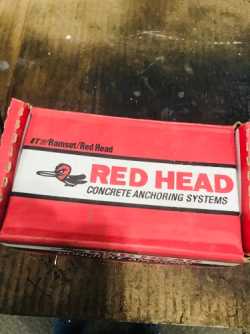 ITW Ramset/Red Head
RED HEAD
CONCRETE ANCHORING SYSTEMS